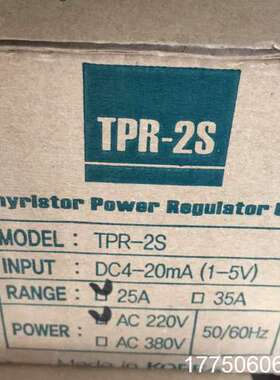 TPR-2S
hyristor Power Regulator
MODEL: TPR-2S
INPUT: DC4-20mA (1-5V)
RANGE: ☑ 25A ☐ 35A
POWER: ☑ AC 220V ☐ AC 380V 50/60Hz
Made in Kor
17750606